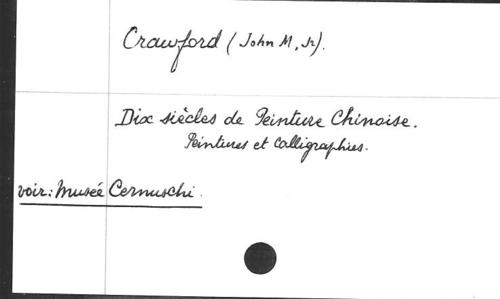 Crawford (John M, Jr).
Dix siècles de Peinture Chinoise.
Peintures et Calligraphies.
voir: Musée Cernuschi.